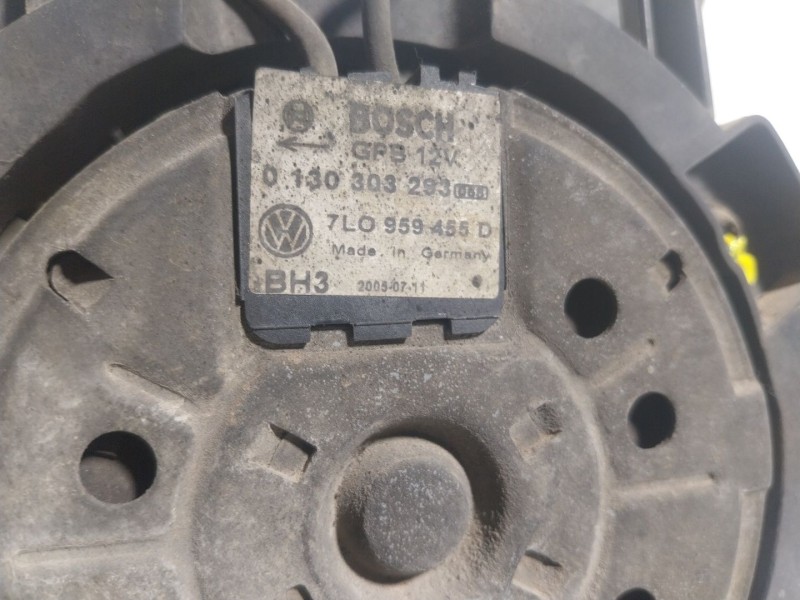 BOSCH
GPB 12V
0 130 303 293
7L0 959 455 D
Made in Germany
BH3 2005-07-11